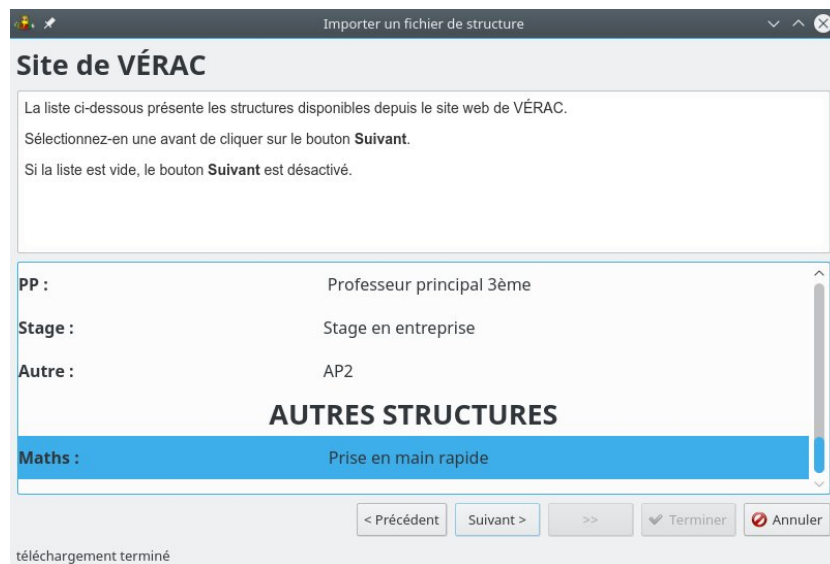 Importer un fichier de structure
Site de VÉRAC
La liste ci-dessous présente les structures disponibles depuis le site web de VÉRAC.
Sélectionnez-en une avant de cliquer sur le bouton Suivant.
Si la liste est vide, le bouton Suivant est désactivé.
PP : Professeur principal 3ème
Stage : Stage en entreprise
Autre : AP2
AUTRES STRUCTURES
Maths : Prise en main rapide
< Précédent Suivant > >> Terminer Annuler
téléchargement terminé